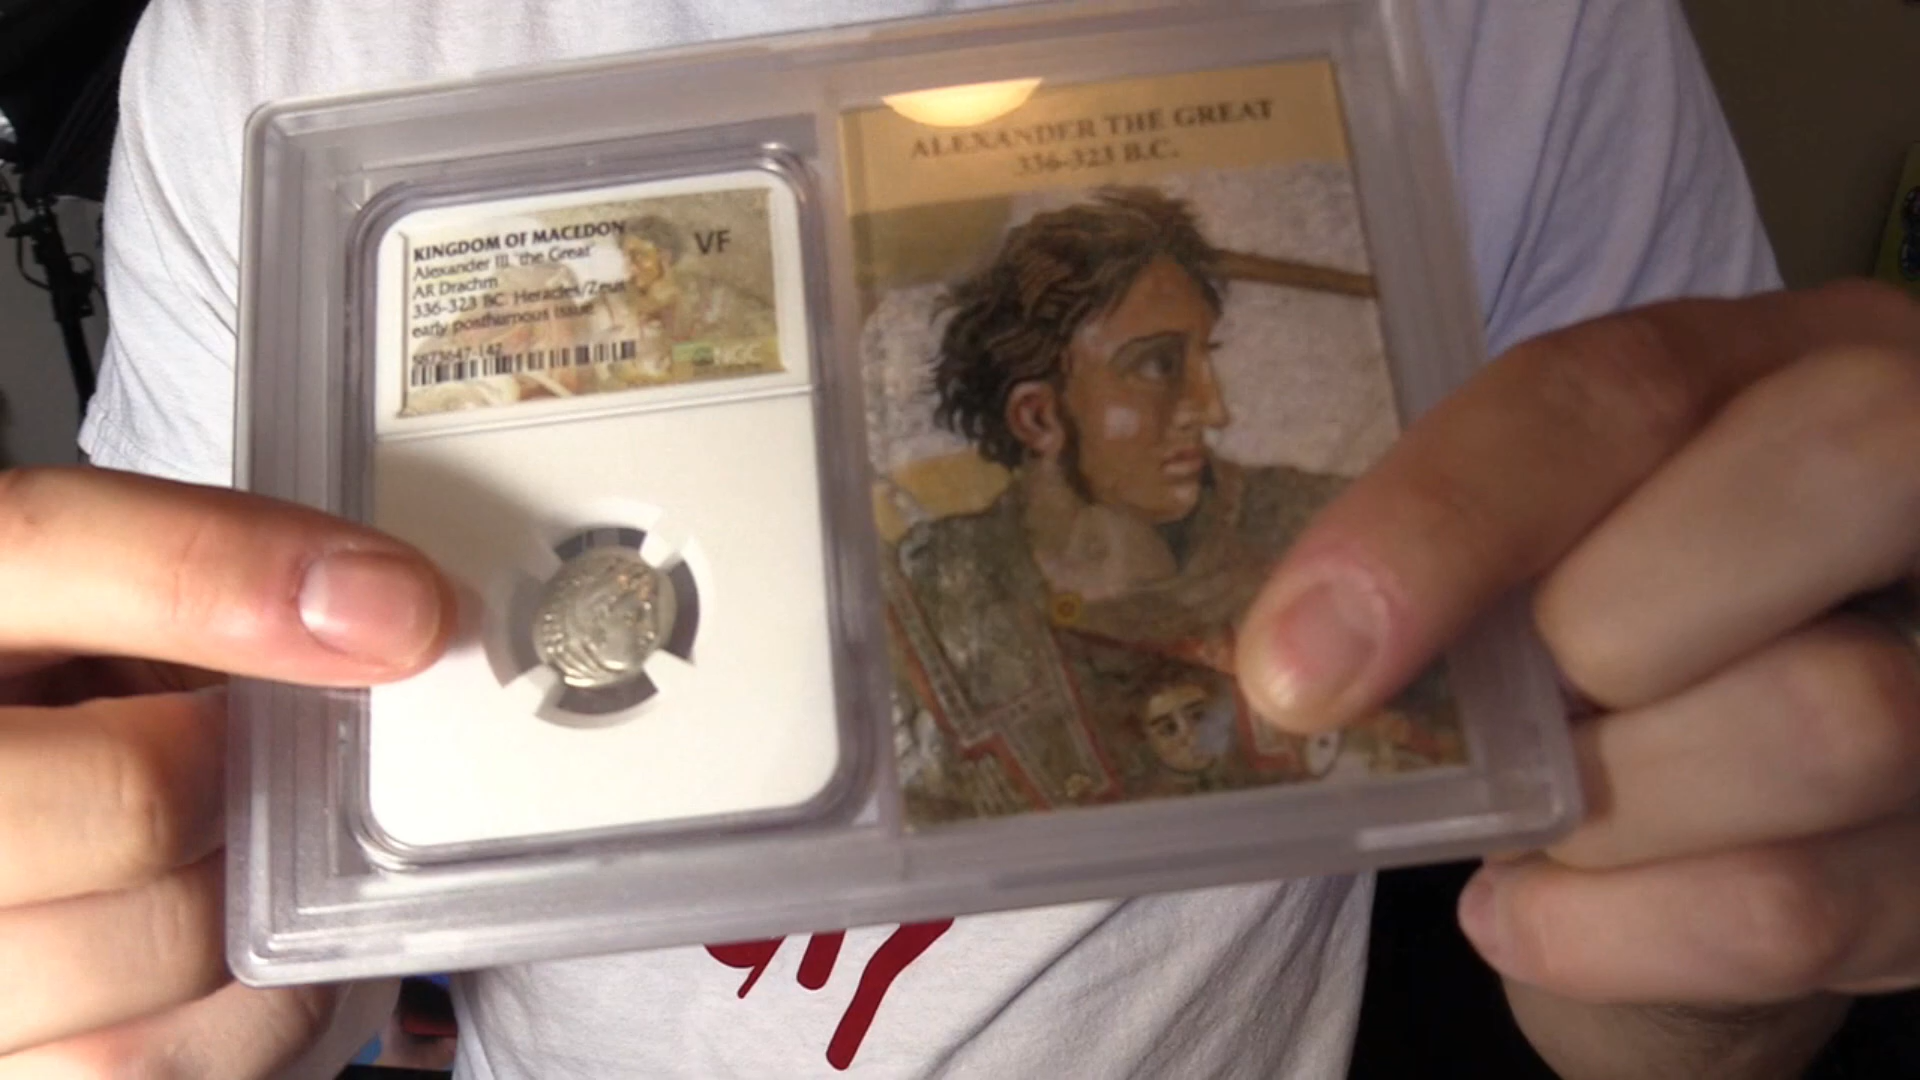 KINGDOM OF MACEDON
Alexander III 'the Great'
AR Drachm
336-323 BC Heracles/Zeus
early posthumous issue
VF
NGC
ALEXANDER THE GREAT
336-323 B.C.